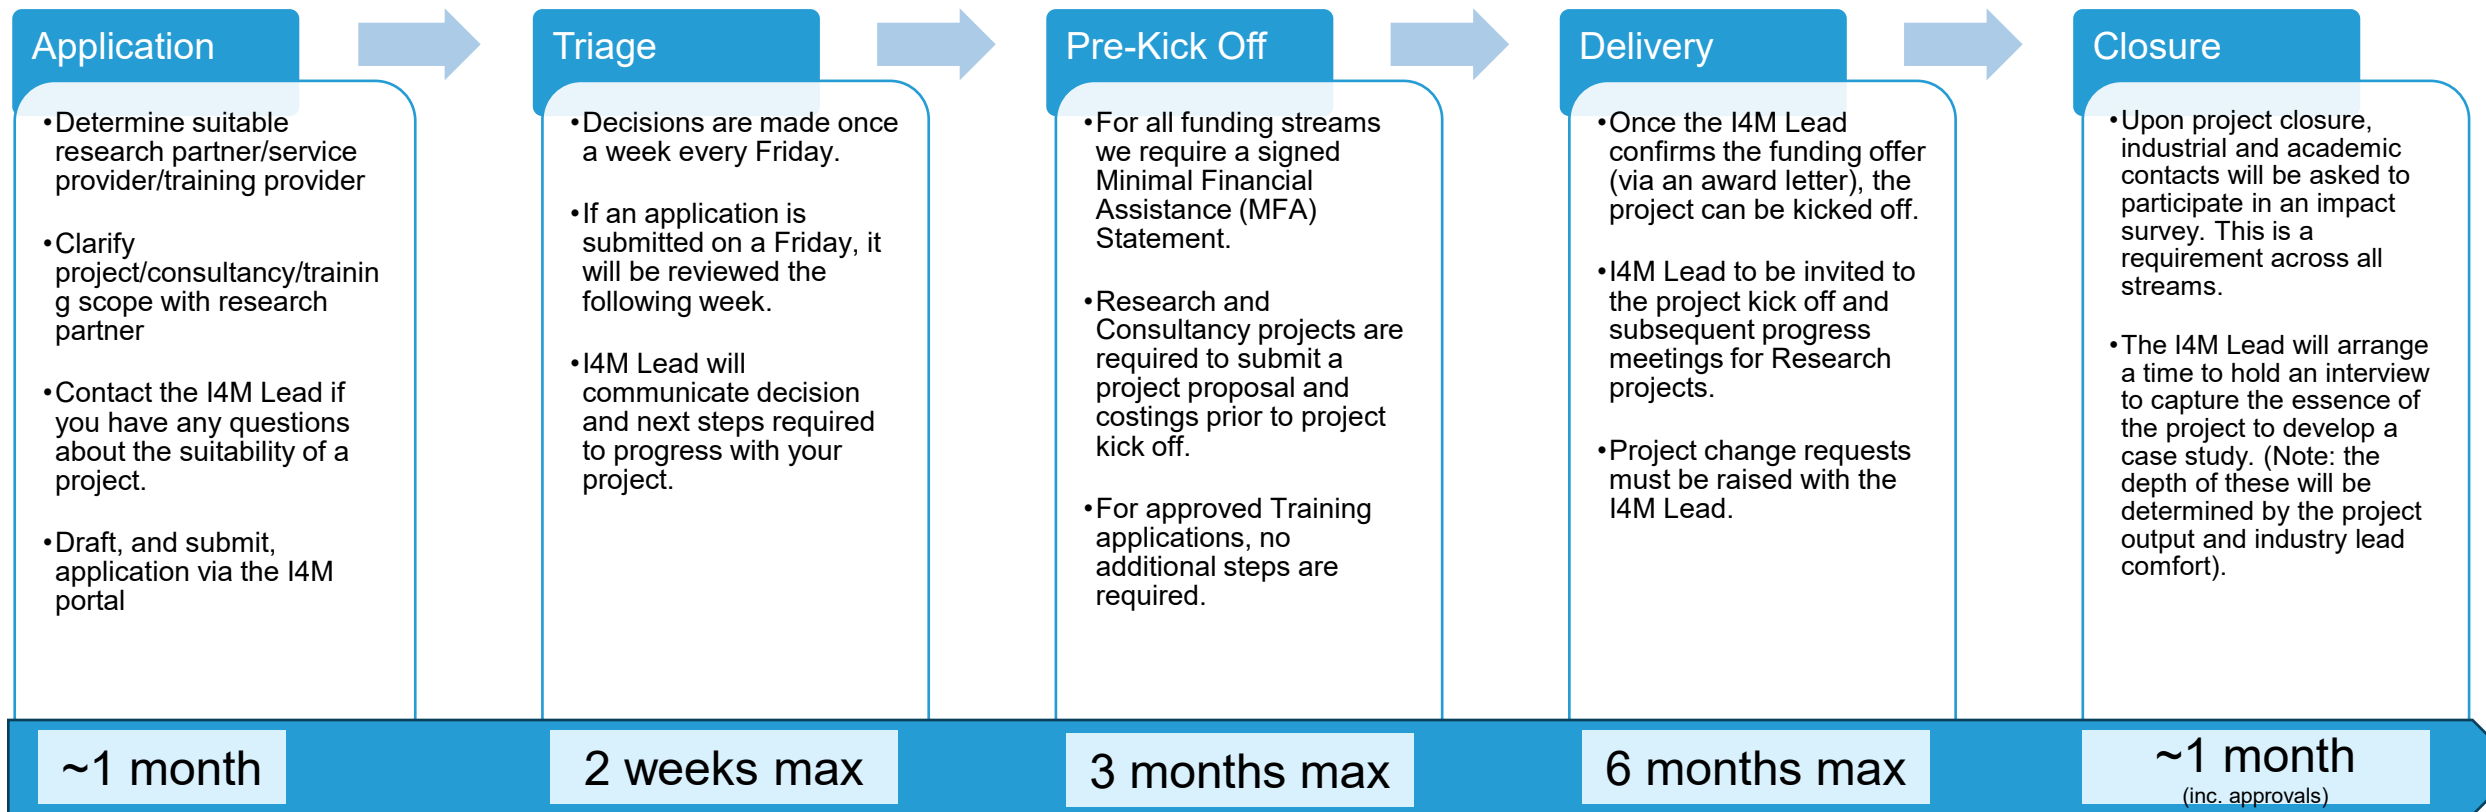 Application
•Determine suitable
research partner/service
provider/training provider
•Clarify
project/consultancy/trainin
g scope with research
partner
•Contact the I4M Lead if
you have any questions
about the suitability of a
project.
•Draft, and submit,
application via the I4M
portal
~1 month
Triage
•Decisions are made once
a week every Friday.
•If an application is
submitted on a Friday, it
will be reviewed the
following week.
•I4M Lead will
communicate decision
and next steps required
to progress with your
project.
2 weeks max
Pre-Kick Off
•For all funding streams
we require a signed
Minimal Financial
Assistance (MFA)
Statement.
•Research and
Consultancy projects are
required to submit a
project proposal and
costings prior to project
kick off.
•For approved Training
applications, no
additional steps are
required.
3 months max
Delivery
•Once the I4M Lead
confirms the funding offer
(via an award letter), the
project can be kicked off.
•I4M Lead to be invited to
the project kick off and
subsequent progress
meetings for Research
projects.
•Project change requests
must be raised with the
I4M Lead.
6 months max
Closure
•Upon project closure,
industrial and academic
contacts will be asked to
participate in an impact
survey. This is a
requirement across all
streams.
•The I4M Lead will arrange
a time to hold an interview
to capture the essence of
the project to develop a
case study. (Note: the
depth of these will be
determined by the project
output and industry lead
comfort).
~1 month
(inc. approvals)